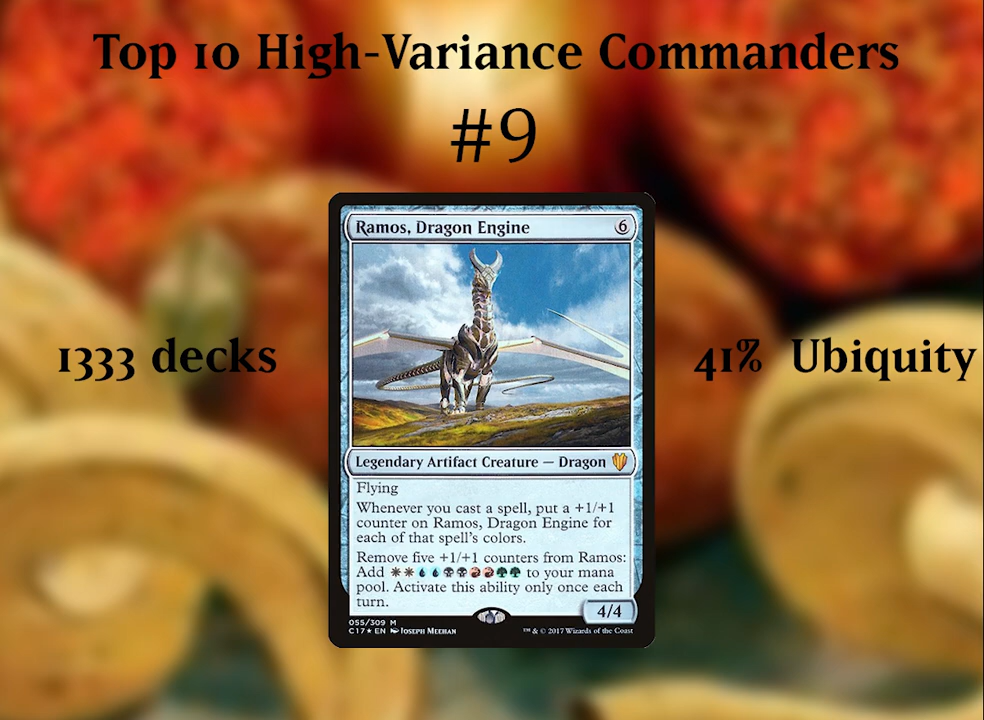 Top 10 High-Variance Commanders
#9
1333 decks
41% Ubiquity
Ramos, Dragon Engine 6
Legendary Artifact Creature — Dragon
Flying
Whenever you cast a spell, put a +1/+1
counter on Ramos, Dragon Engine for
each of that spell's colors.
Remove five +1/+1 counters from Ramos:
Add to your mana
pool. Activate this ability only once each
turn.
4/4
055/309 M
C17★EN Joseph Meehan
™ & © 2017 Wizards of the Coast